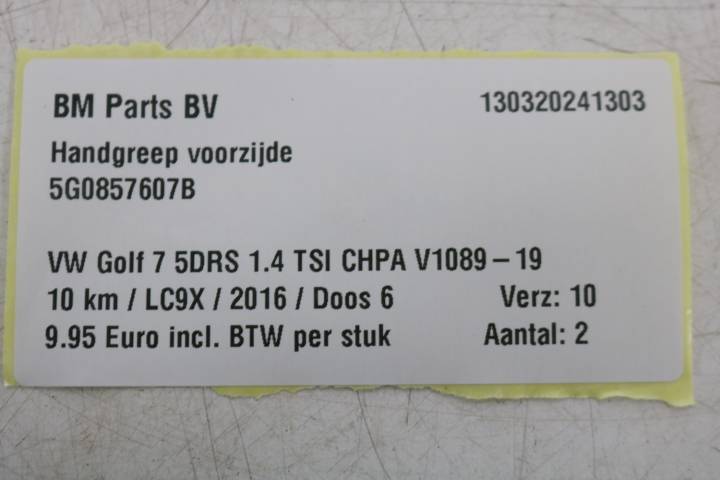 BM Parts BV 130320241303
Handgreep voorzijde
5G0857607B
VW Golf 7 5DRS 1.4 TSI CHPA V1089 – 19
10 km / LC9X / 2016 / Doos 6 Verz: 10
9.95 Euro incl. BTW per stuk Aantal: 2